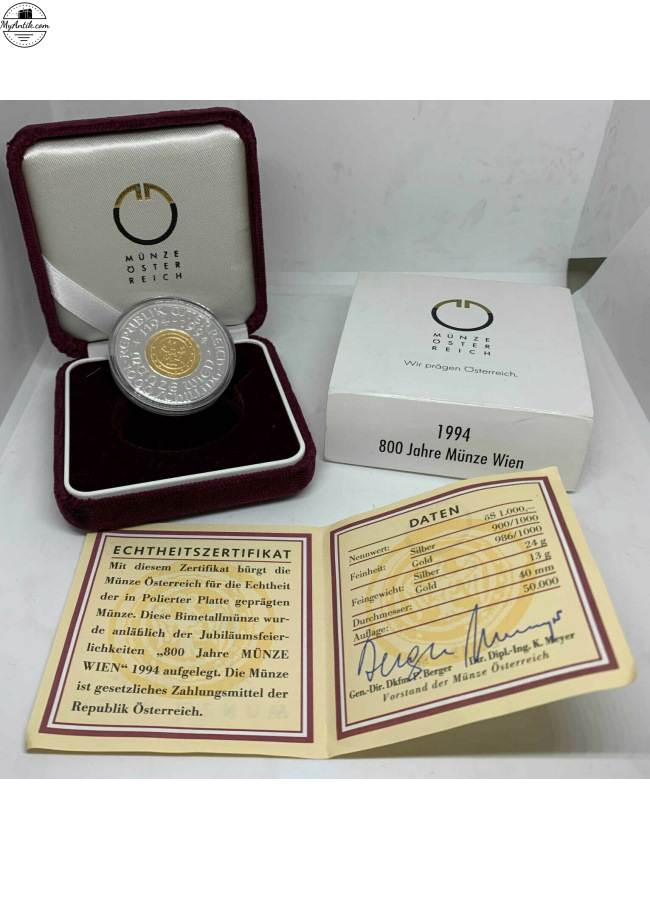 MyAntik.com
MÜNZE
ÖSTER
REICH
REPUBLIK ÖSTERREICH
1194
MÜNZE
ÖSTER
REICH
Wir prägen Österreich.
1994
800 Jahre Münze Wien
ECHTHEITSZERTIFIKAT
Mit diesem Zertifikat bürgt die
Münze Österreich für die Echtheit
der in Polierter Platte geprägten
Münze. Diese Bimetallmünze wur-
de anläßlich der Jubiläumsfeier-
lichkeiten „800 Jahre MÜNZE
WIEN“ 1994 aufgelegt. Die Münze
ist gesetzliches Zahlungsmittel der
Republik Österreich.
DATEN
Nennwert: öS 1.000,–
Feinheit: Silber 900/1000
Gold 986/1000
Feingewicht: Silber 24 g
Gold 13 g
Durchmesser: 40 mm
Auflage: 50.000
Gen.-Dir. Dkfm. P. Berger Dir. Dipl.-Ing. K. Meyer
Vorstand der Münze Österreich